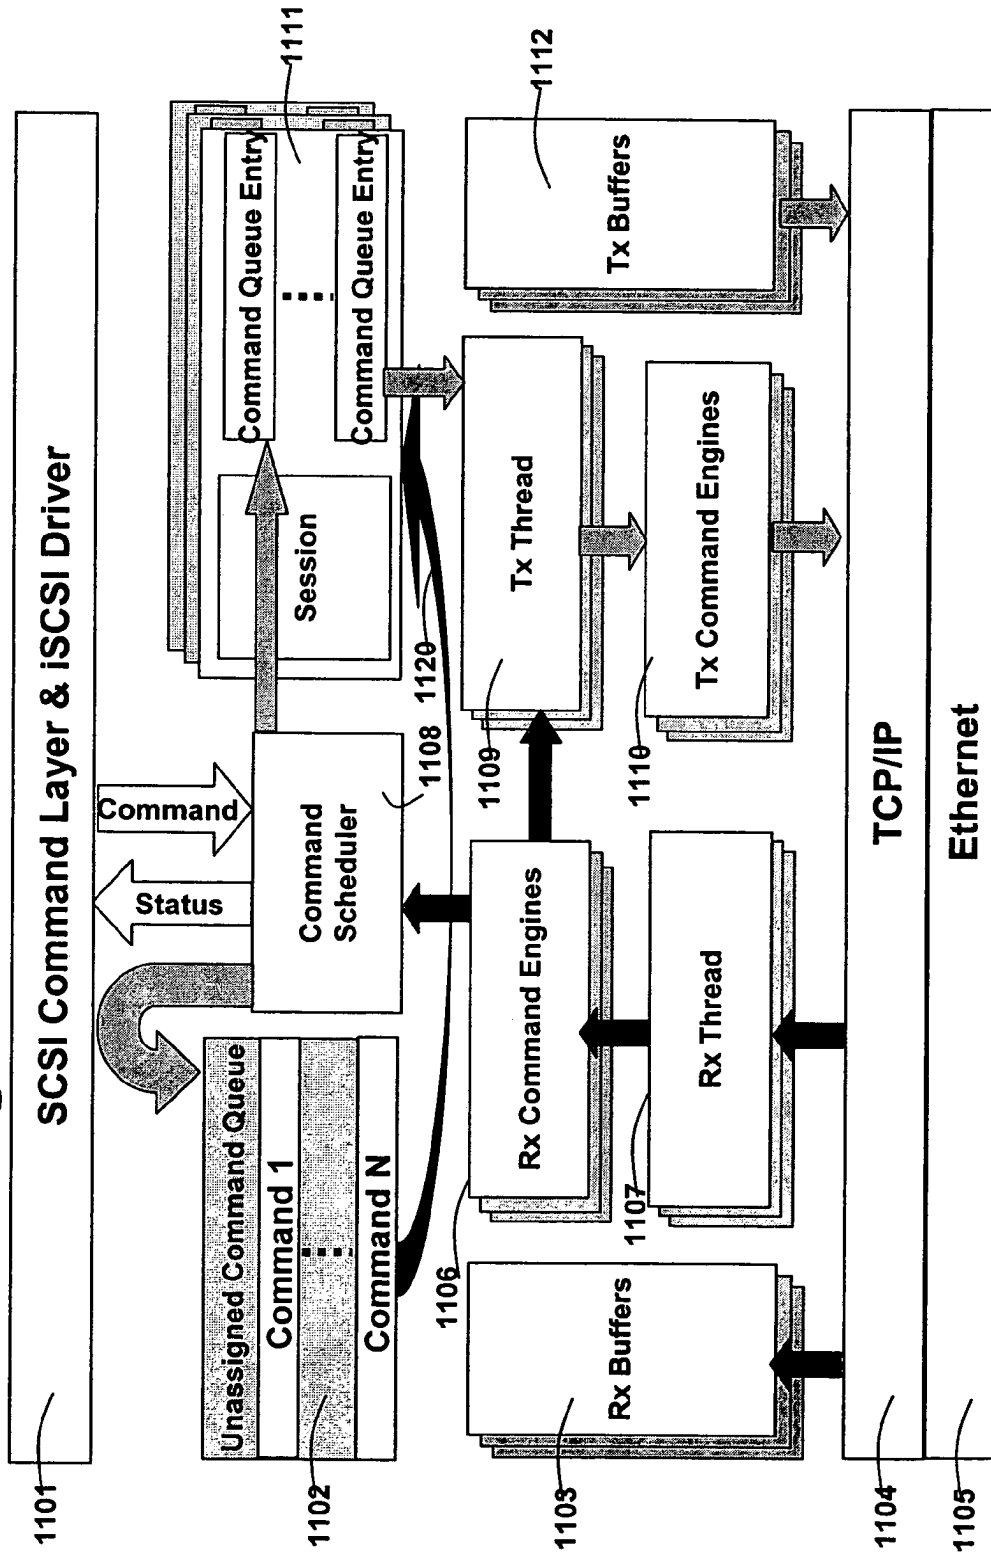 1101
SCSI Command Layer & iSCSI Driver
1102
Unassigned Command Queue
Command 1
Command N
Status
Command
Command
Scheduler
1108
Session
Command Queue Entry
Command Queue Entry
1111
1120
1103
Rx Buffers
1106
Rx Command Engines
1107
Rx Thread
1109
Tx Thread
1110
Tx Command Engines
1112
Tx Buffers
1104
TCP/IP
1105
Ethernet